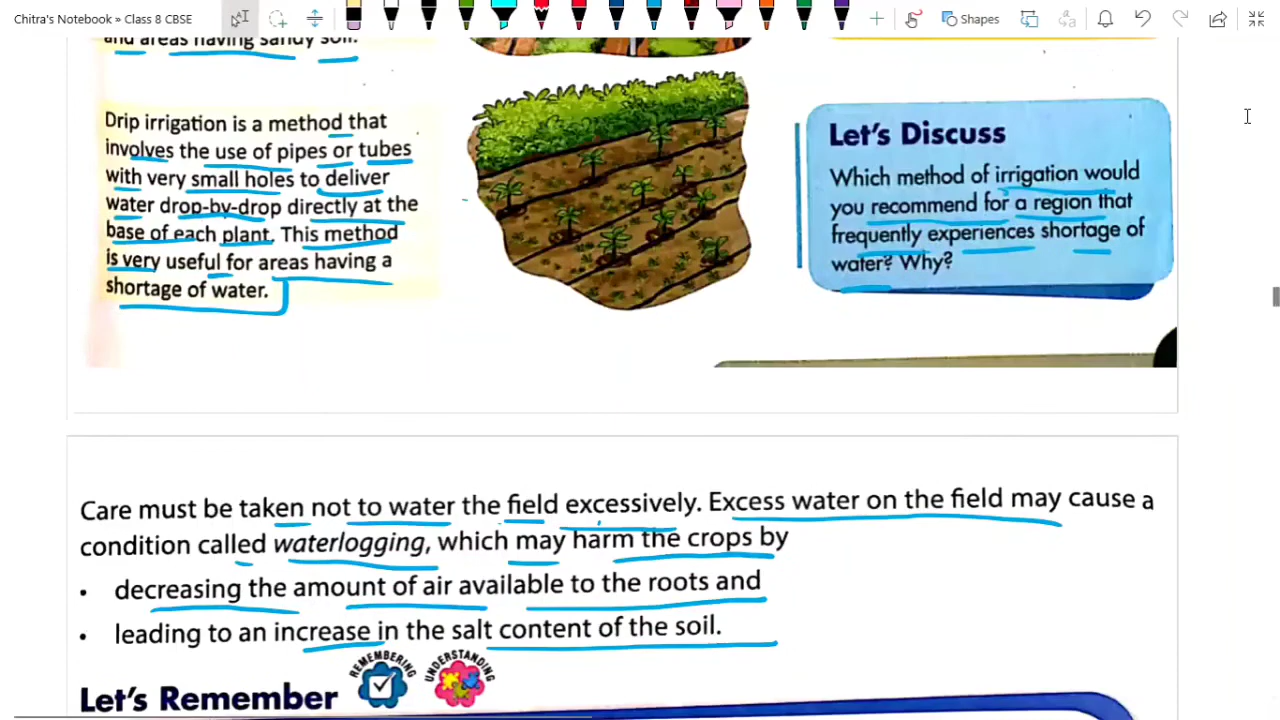 Chitra's Notebook » Class 8 CBSE
Shapes
and areas having sandy soil.
Drip irrigation is a method that
involves the use of pipes or tubes
with very small holes to deliver
water drop-by-drop directly at the
base of each plant. This method
is very useful for areas having a
shortage of water.
Let's Discuss
Which method of irrigation would
you recommend for a region that
frequently experiences shortage of
water? Why?
Care must be taken not to water the field excessively. Excess water on the field may cause a
condition called waterlogging, which may harm the crops by
• decreasing the amount of air available to the roots and
• leading to an increase in the salt content of the soil.
REMEMBERING
UNDERSTANDING
Let's Remember